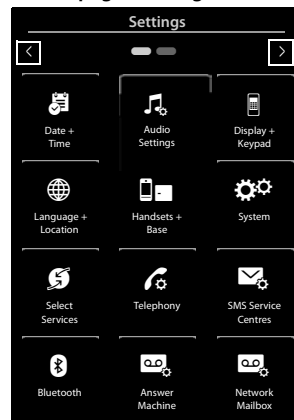 Settings
< >
Date + Audio Display +
Time Settings Keypad
Language + Handsets + System
Location Base
Select Telephony SMS Service
Services Centres
Bluetooth Answer Network
Machine Mailbox